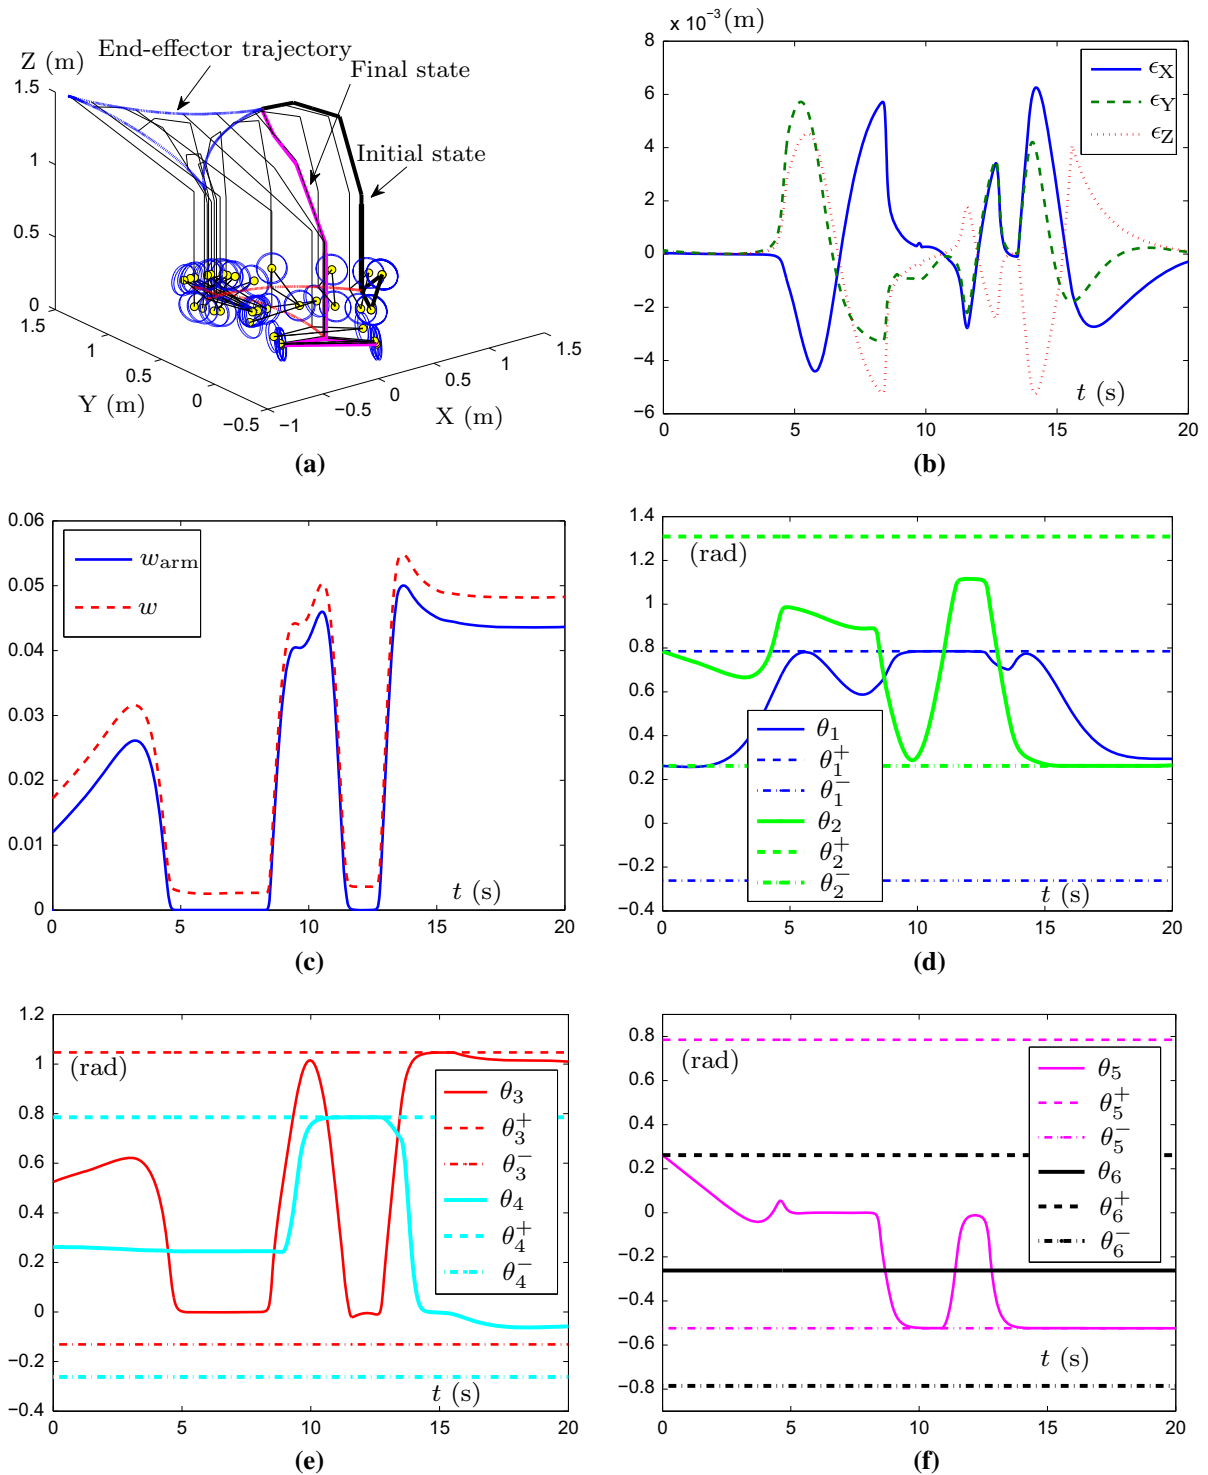 End-effector trajectory
Z (m)
Final state
Initial state
1.5
1
0.5
0
1.5
1
0.5
0
−0.5
Y (m)
−1
−0.5
0
0.5
1
1.5
X (m)
(a)
x 10⁻³ (m)
8
6
4
2
0
−2
−4
−6
0 5 10 15 20
ϵ_X
ϵ_Y
ϵ_Z
t (s)
(b)
0.06
0.05
0.04
0.03
0.02
0.01
0
0 5 10 15 20
w_arm
w
t (s)
(c)
1.4
1.2
1
0.8
0.6
0.4
0.2
0
−0.2
−0.4
0 5 10 15 20
(rad)
θ_1
θ_1^+
θ_1^−
θ_2
θ_2^+
θ_2^−
t (s)
(d)
1.2
1
0.8
0.6
0.4
0.2
0
−0.2
−0.4
0 5 10 15 20
(rad)
θ_3
θ_3^+
θ_3^−
θ_4
θ_4^+
θ_4^−
t (s)
(e)
0.8
0.6
0.4
0.2
0
−0.2
−0.4
−0.6
−0.8
0 5 10 15 20
(rad)
θ_5
θ_5^+
θ_5^−
θ_6
θ_6^+
θ_6^−
t (s)
(f)